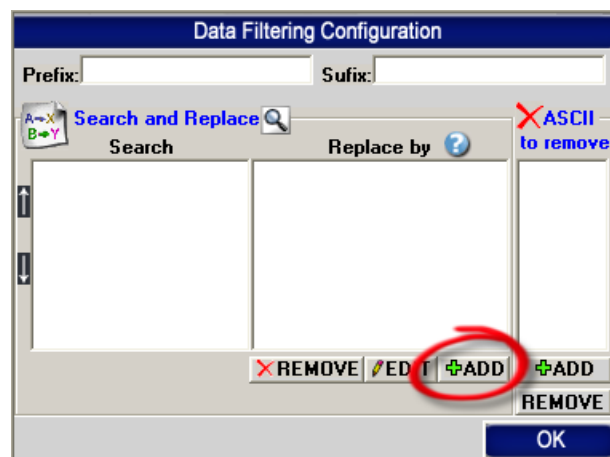 Data Filtering Configuration
Prefix: Sufix:
A→X
B→Y
Search and Replace
ASCII
to remove
Search Replace by ?
REMOVE EDIT ADD ADD
REMOVE
OK